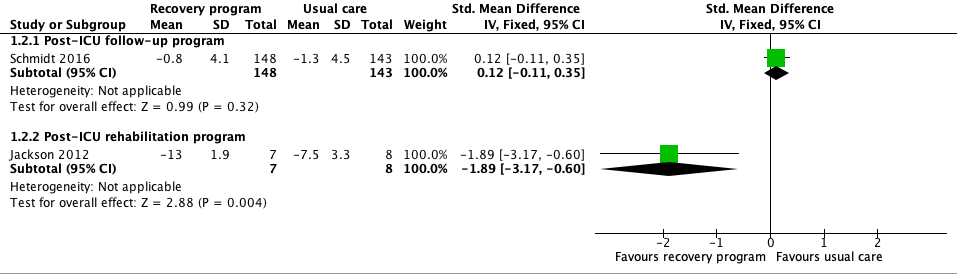 Recovery program Usual care Std. Mean Difference Std. Mean Difference
Study or Subgroup Mean SD Total Mean SD Total Weight IV, Fixed, 95% CI IV, Fixed, 95% CI
1.2.1 Post-ICU follow-up program
Schmidt 2016 -0.8 4.1 148 -1.3 4.5 143 100.0% 0.12 [-0.11, 0.35]
Subtotal (95% CI) 148 143 100.0% 0.12 [-0.11, 0.35]
Heterogeneity: Not applicable
Test for overall effect: Z = 0.99 (P = 0.32)
1.2.2 Post-ICU rehabilitation program
Jackson 2012 -13 1.9 7 -7.5 3.3 8 100.0% -1.89 [-3.17, -0.60]
Subtotal (95% CI) 7 8 100.0% -1.89 [-3.17, -0.60]
Heterogeneity: Not applicable
Test for overall effect: Z = 2.88 (P = 0.004)
-2 -1 0 1 2
Favours recovery program Favours usual care